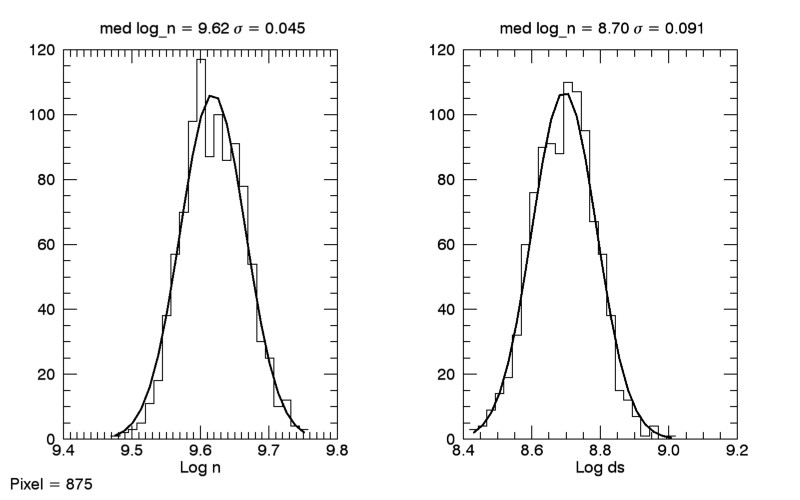 med log_n = 9.62 σ = 0.045
120
100
80
60
40
20
0
9.4 9.5 9.6 9.7 9.8
Log n
med log_n = 8.70 σ = 0.091
120
100
80
60
40
20
0
8.4 8.6 8.8 9.0 9.2
Log ds
Pixel = 875